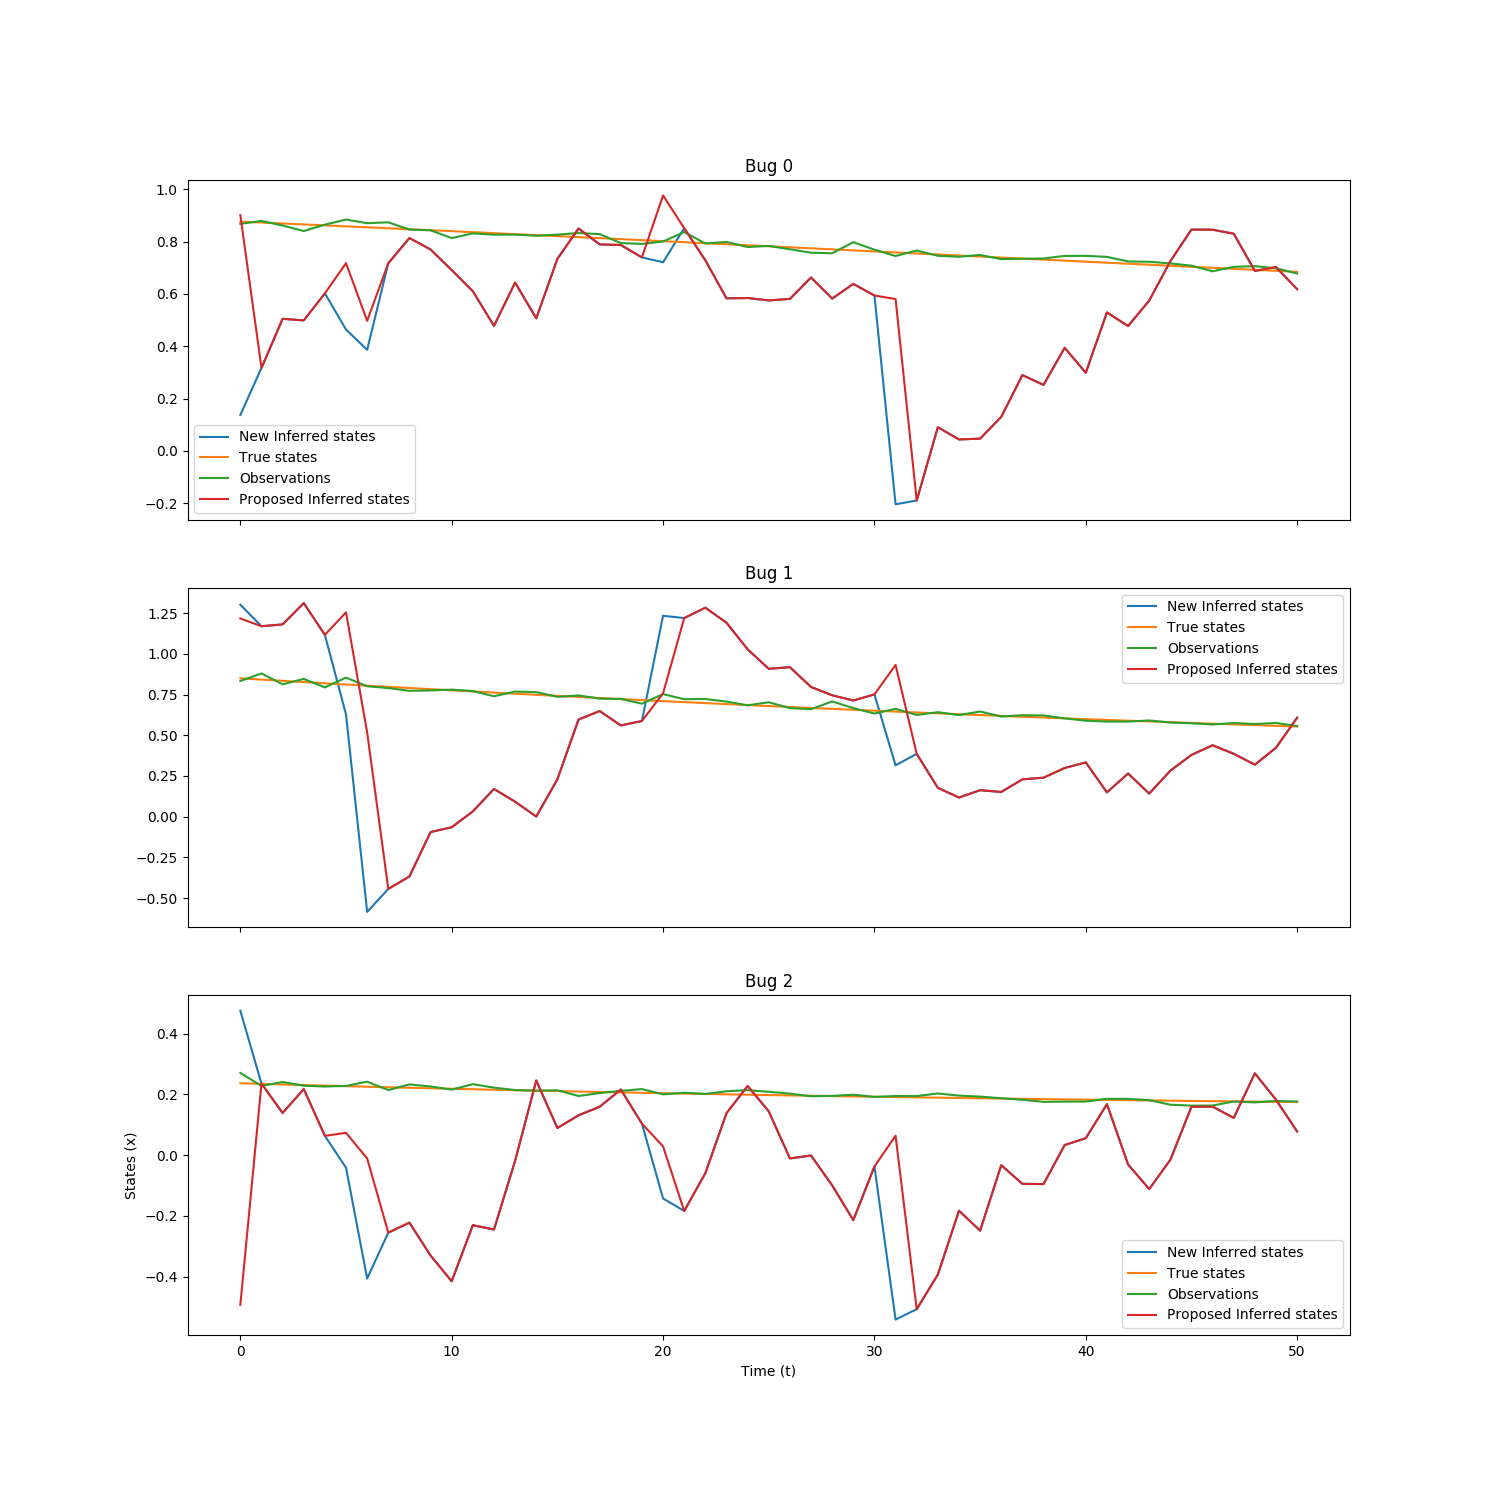 Bug 0
1.0
0.8
0.6
0.4
0.2
0.0
−0.2
New Inferred states
True states
Observations
Proposed Inferred states
Bug 1
1.25
1.00
0.75
0.50
0.25
0.00
−0.25
−0.50
New Inferred states
True states
Observations
Proposed Inferred states
Bug 2
States (x)
0.4
0.2
0.0
−0.2
−0.4
New Inferred states
True states
Observations
Proposed Inferred states
0 10 20 30 40 50
Time (t)